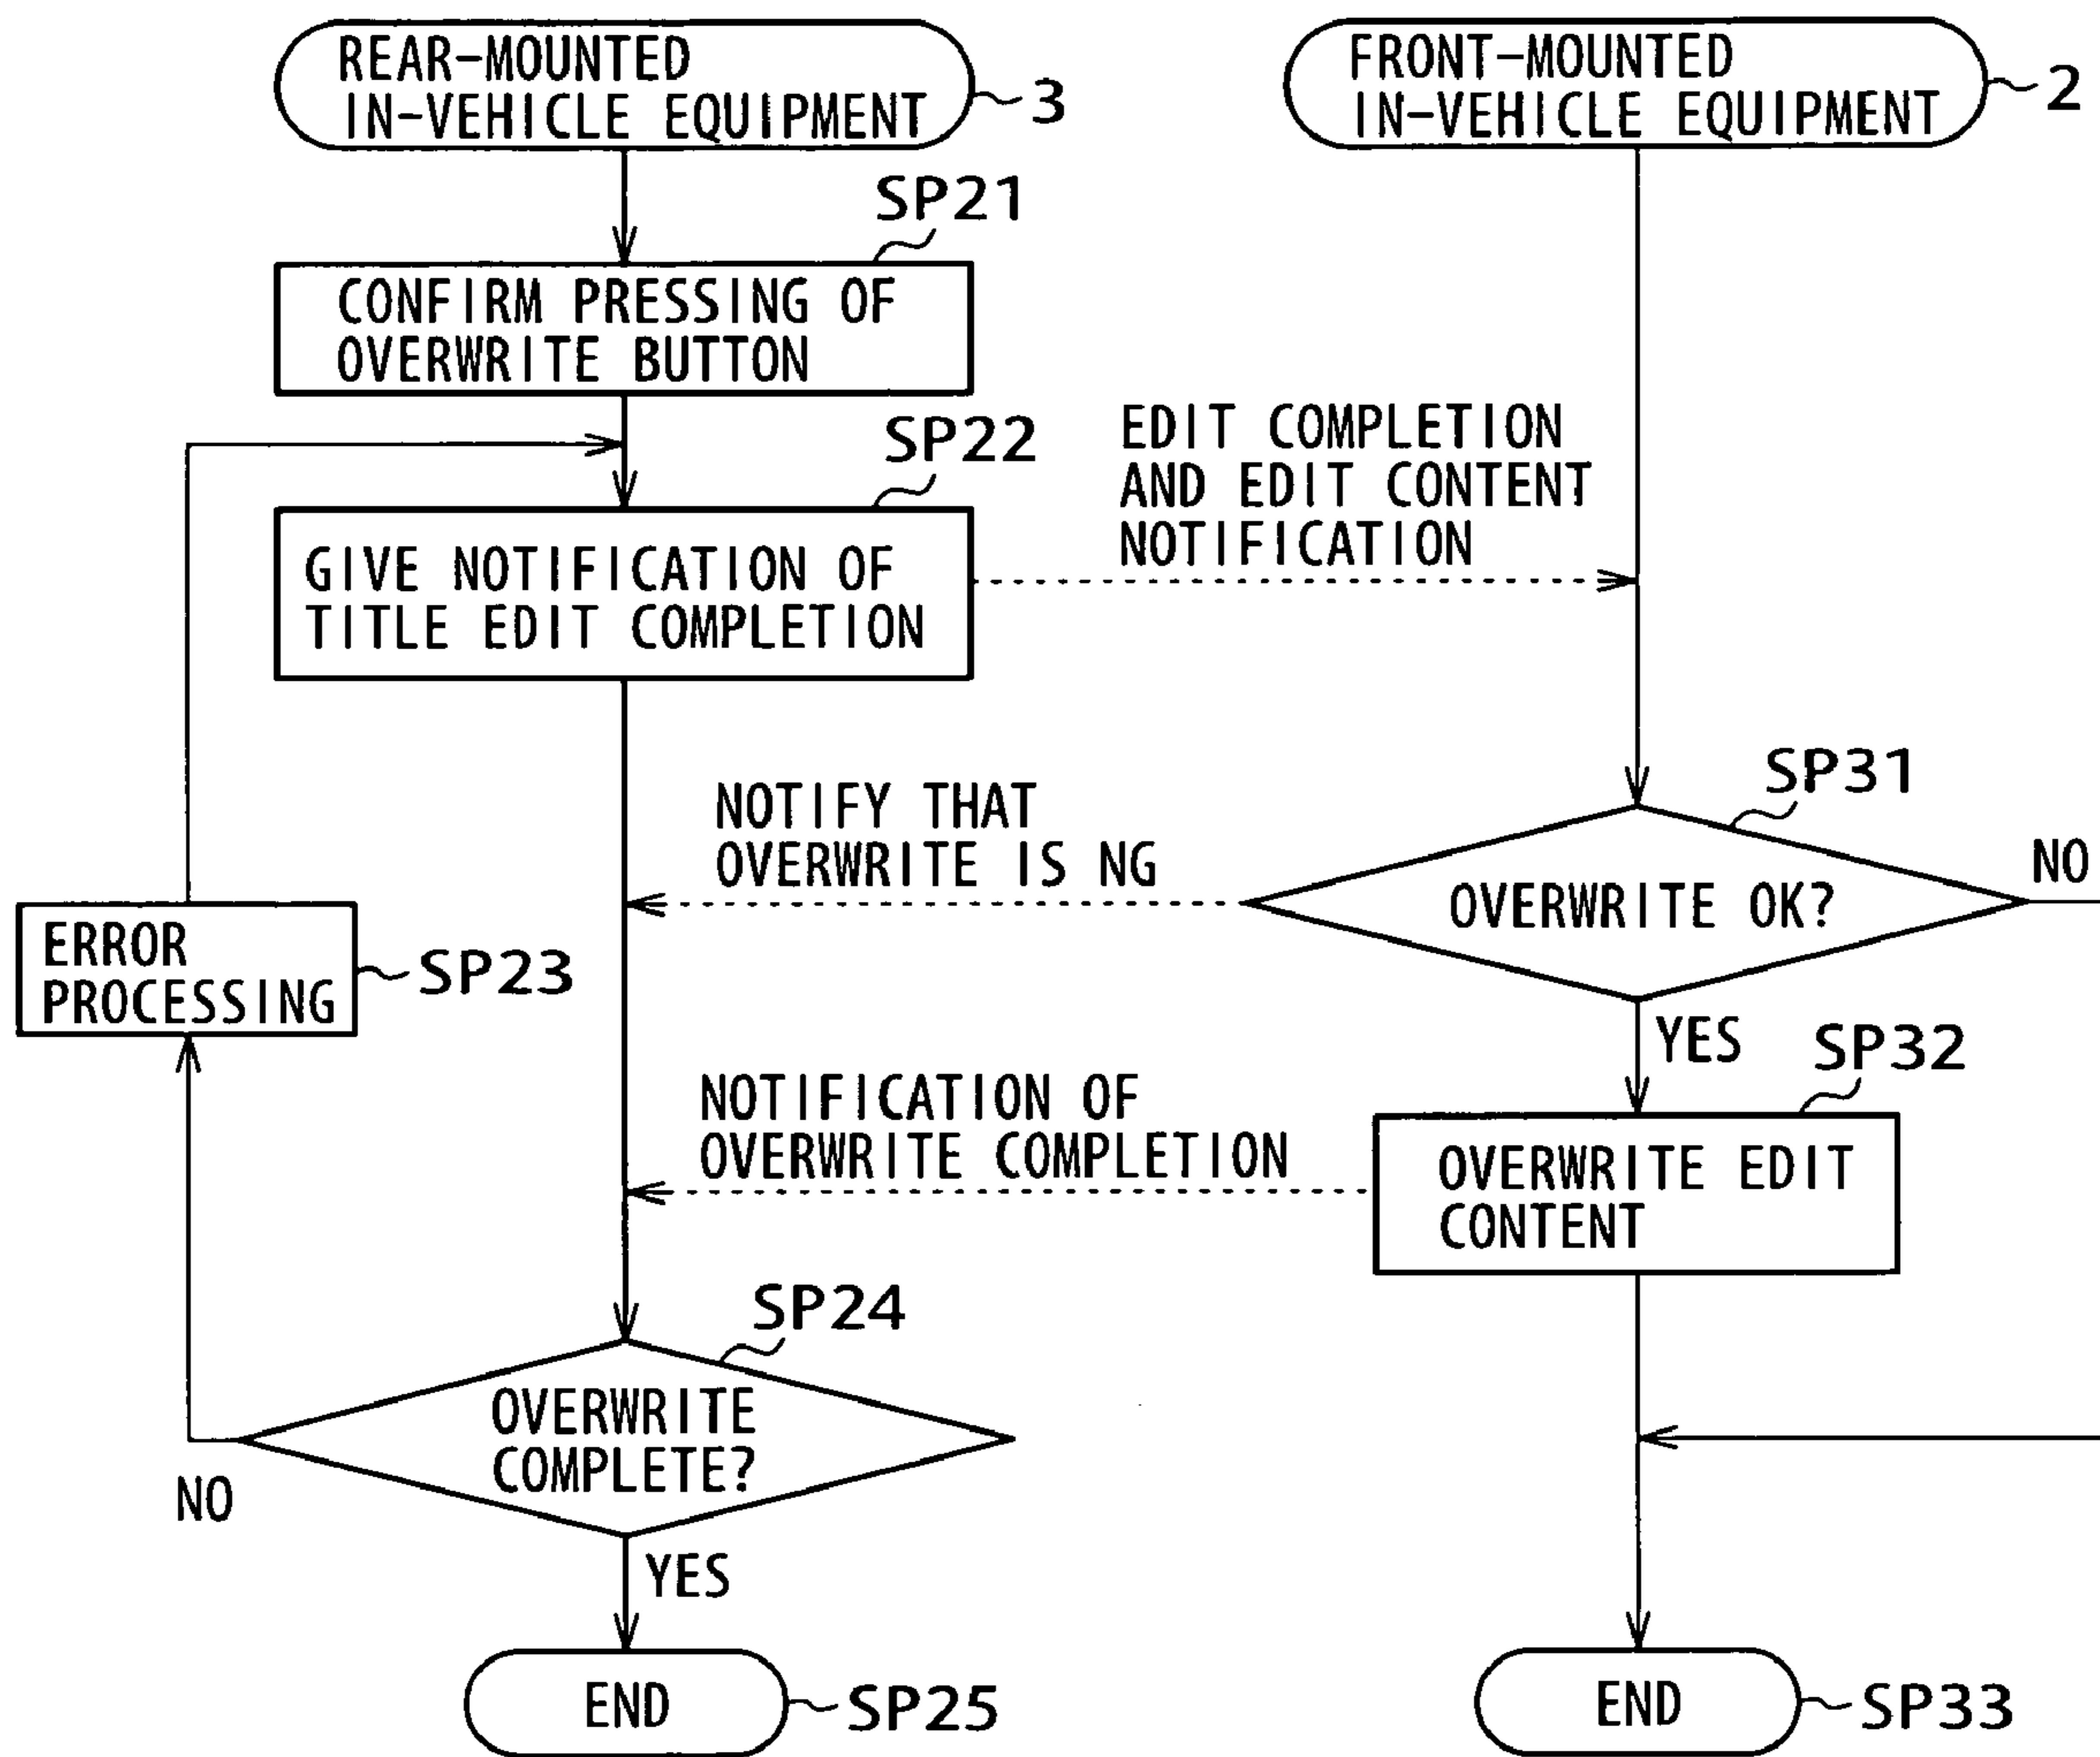 REAR-MOUNTED
IN-VEHICLE EQUIPMENT
3
FRONT-MOUNTED
IN-VEHICLE EQUIPMENT
2
SP21
CONFIRM PRESSING OF
OVERWRITE BUTTON
SP22
EDIT COMPLETION
AND EDIT CONTENT
NOTIFICATION
GIVE NOTIFICATION OF
TITLE EDIT COMPLETION
SP31
NOTIFY THAT
OVERWRITE IS NG
OVERWRITE OK?
NO
ERROR
PROCESSING
SP23
YES
SP32
NOTIFICATION OF
OVERWRITE COMPLETION
OVERWRITE EDIT
CONTENT
SP24
OVERWRITE
COMPLETE?
NO
YES
END
SP25
END
SP33